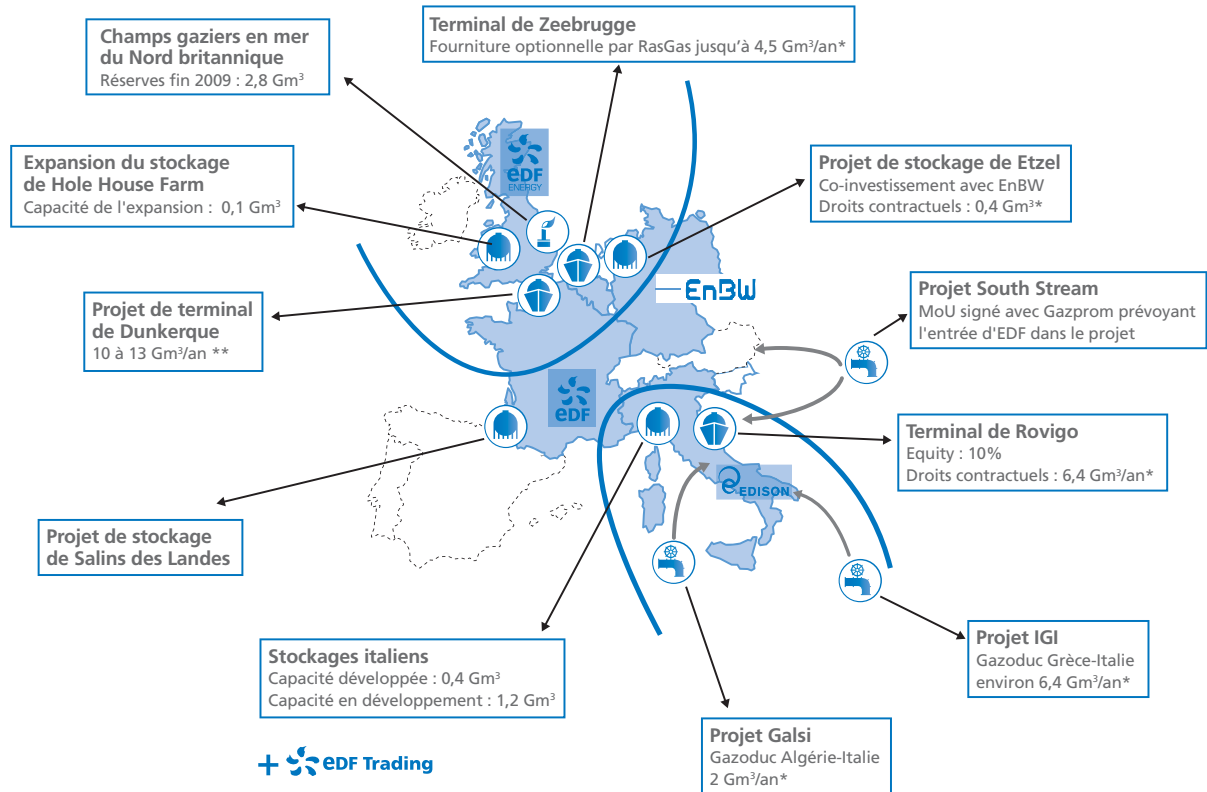 Champs gaziers en mer
du Nord britannique
Réserves fin 2009 : 2,8 Gm³
Terminal de Zeebrugge
Fourniture optionnelle par RasGas jusqu'à 4,5 Gm³/an*
Expansion du stockage
de Hole House Farm
Capacité de l'expansion : 0,1 Gm³
eDF
ENERGY
Projet de stockage de Etzel
Co-investissement avec EnBW
Droits contractuels : 0,4 Gm³*
EnBW
Projet de terminal
de Dunkerque
10 à 13 Gm³/an **
Projet South Stream
MoU signé avec Gazprom prévoyant
l'entrée d'EDF dans le projet
eDF
Terminal de Rovigo
Equity : 10%
Droits contractuels : 6,4 Gm³/an*
EDISON
Projet de stockage
de Salins des Landes
Stockages italiens
Capacité développée : 0,4 Gm³
Capacité en développement : 1,2 Gm³
Projet IGI
Gazoduc Grèce-Italie
environ 6,4 Gm³/an*
Projet Galsi
Gazoduc Algérie-Italie
2 Gm³/an*
+ eDF Trading